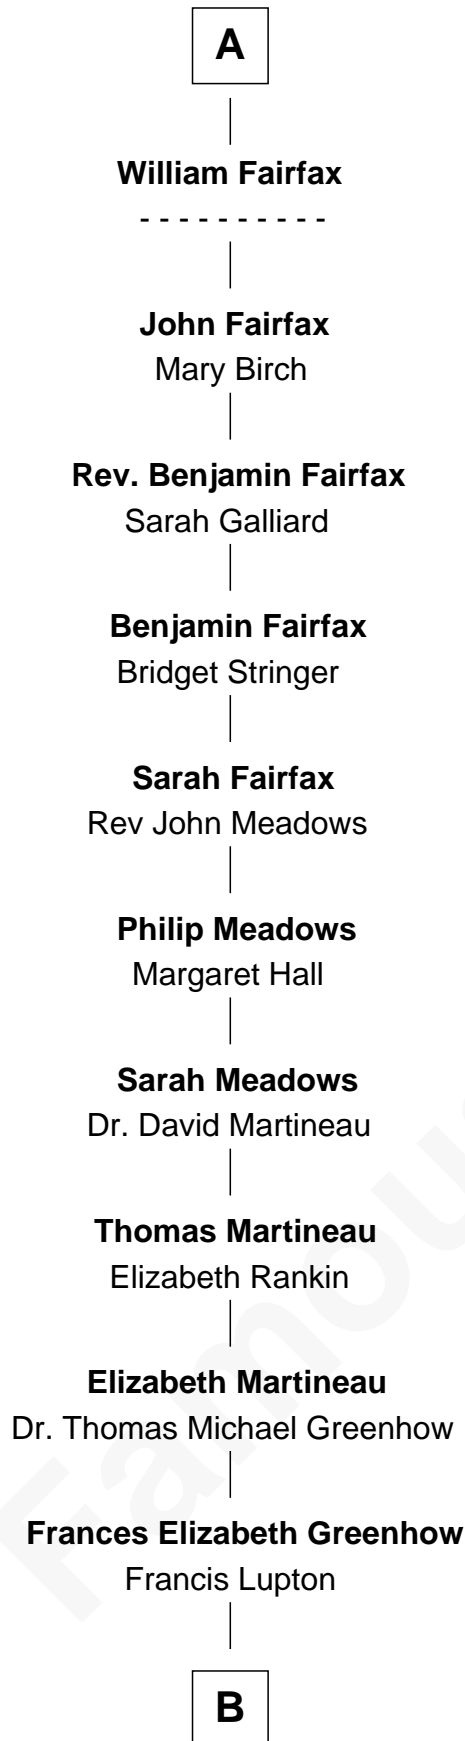 A
William Fairfax
- - - - - - - - - -
John Fairfax
Mary Birch
Rev. Benjamin Fairfax
Sarah Galliard
Benjamin Fairfax
Bridget Stringer
Sarah Fairfax
Rev John Meadows
Philip Meadows
Margaret Hall
Sarah Meadows
Dr. David Martineau
Thomas Martineau
Elizabeth Rankin
Elizabeth Martineau
Dr. Thomas Michael Greenhow
Frances Elizabeth Greenhow
Francis Lupton
B
Famou